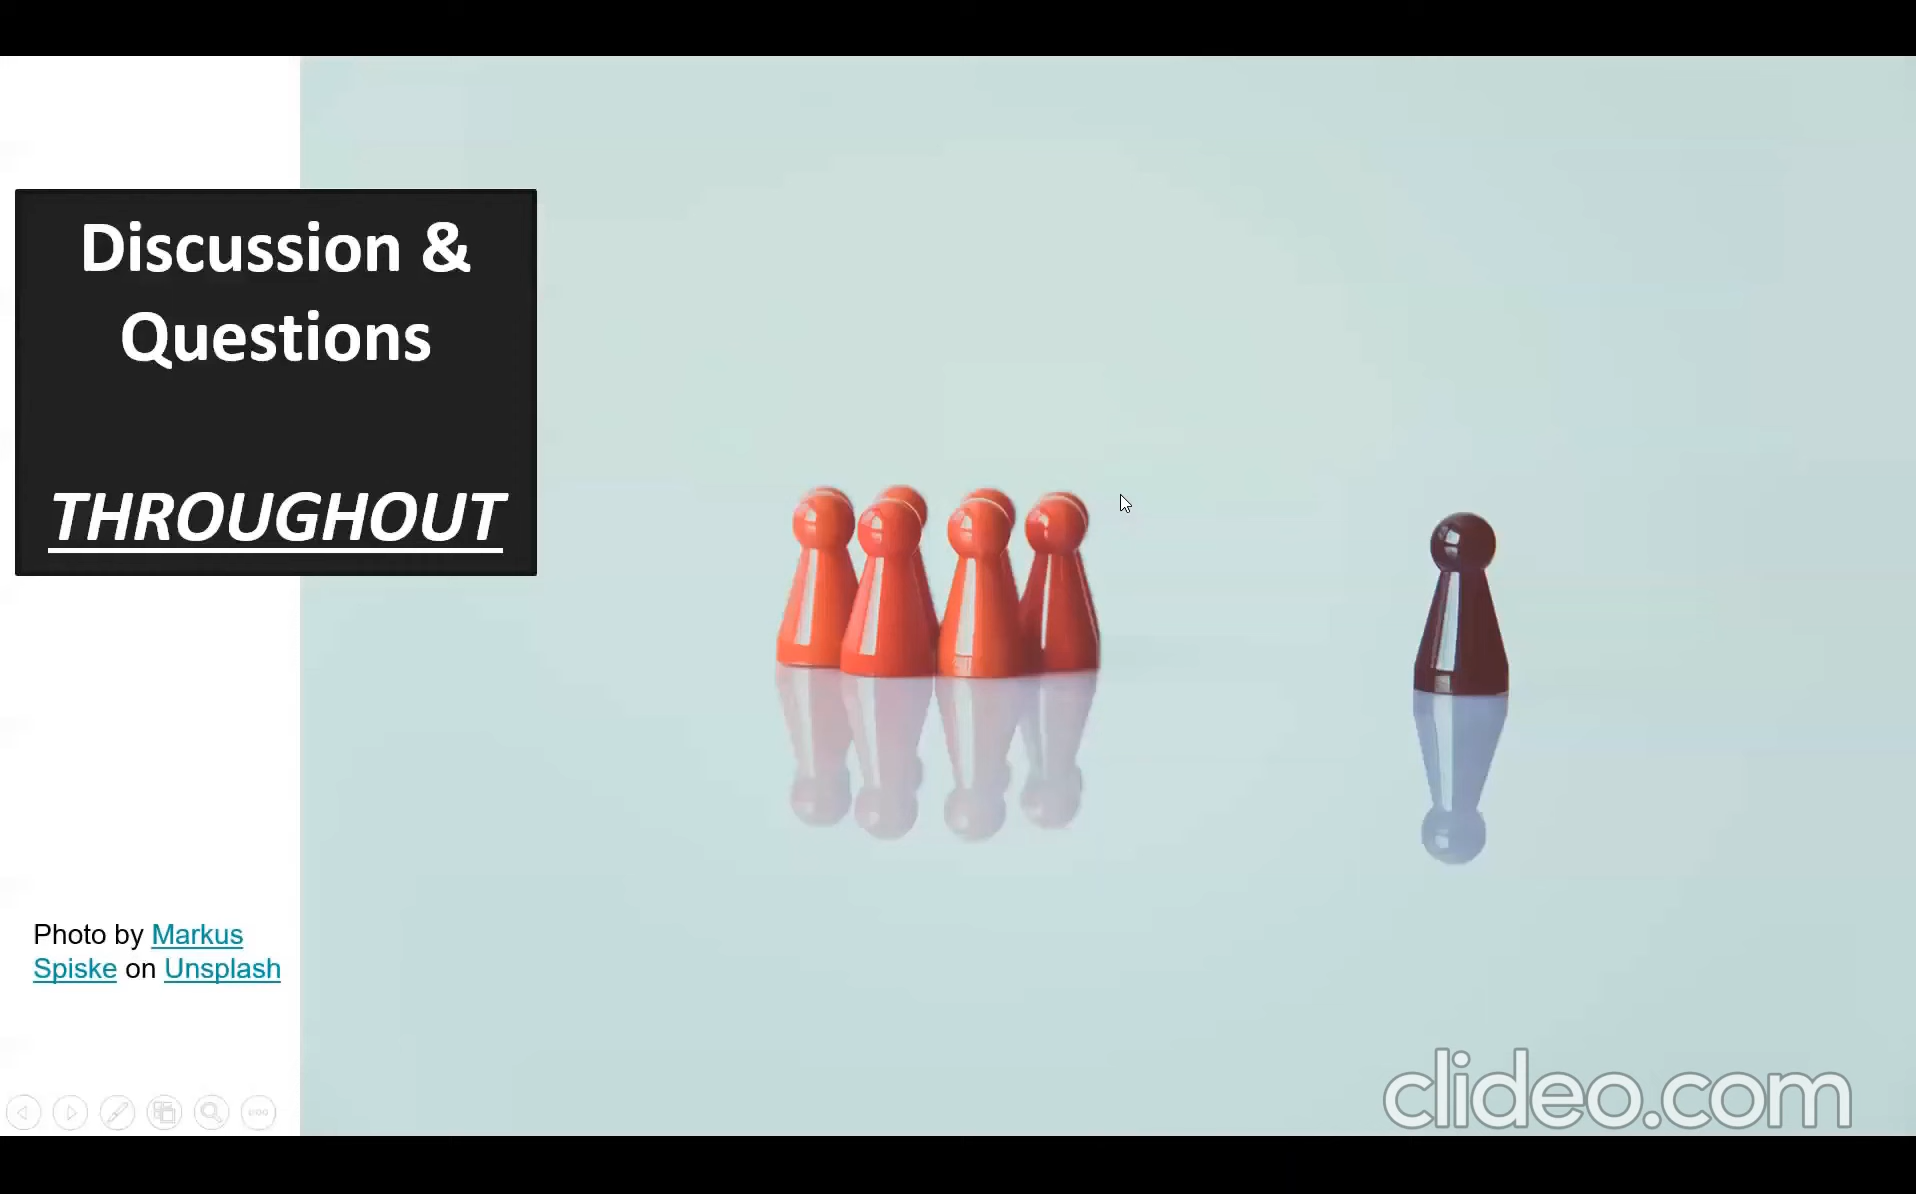 Discussion &
Questions
THROUGHOUT
Photo by Markus
Spiske on Unsplash
clideo.com